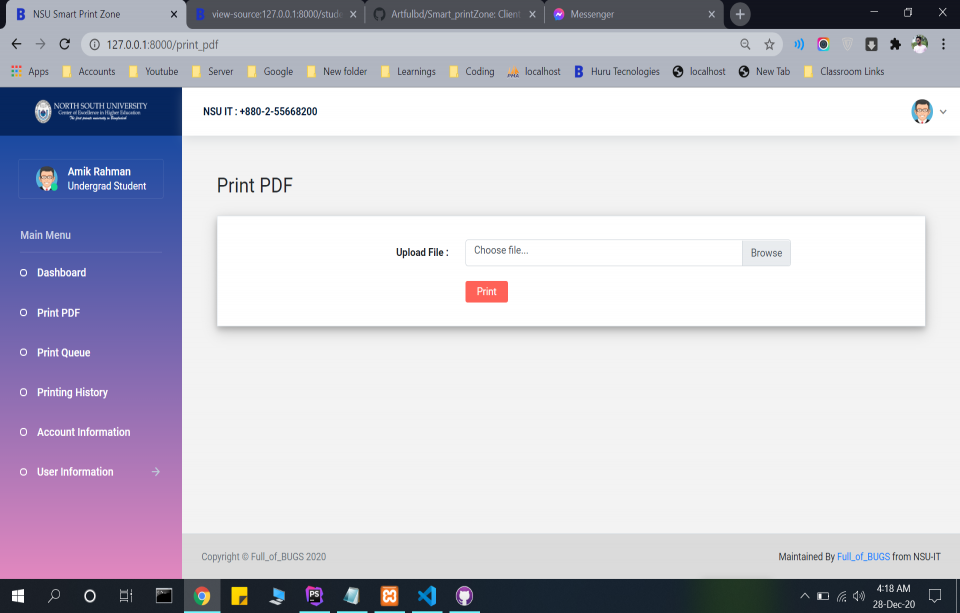 NSU Smart Print Zone
view-source:127.0.0.1:8000/stude
Artfulbd/Smart_printZone: Client
Messenger
127.0.0.1:8000/print_pdf
Apps
Accounts
Youtube
Server
Google
New folder
Learnings
Coding
localhost
Huru Tecnologies
localhost
New Tab
Classroom Links
NORTH SOUTH UNIVERSITY
Center of Excellence in Higher Education
The first private university in Bangladesh
NSU IT : +880-2-55668200
Amik Rahman
Undergrad Student
Main Menu
Dashboard
Print PDF
Print Queue
Printing History
Account Information
User Information
Print PDF
Upload File :
Choose file...
Browse
Print
Copyright © Full_of_BUGS 2020
Maintained By Full_of_BUGS from NSU-IT
4:18 AM
28-Dec-20